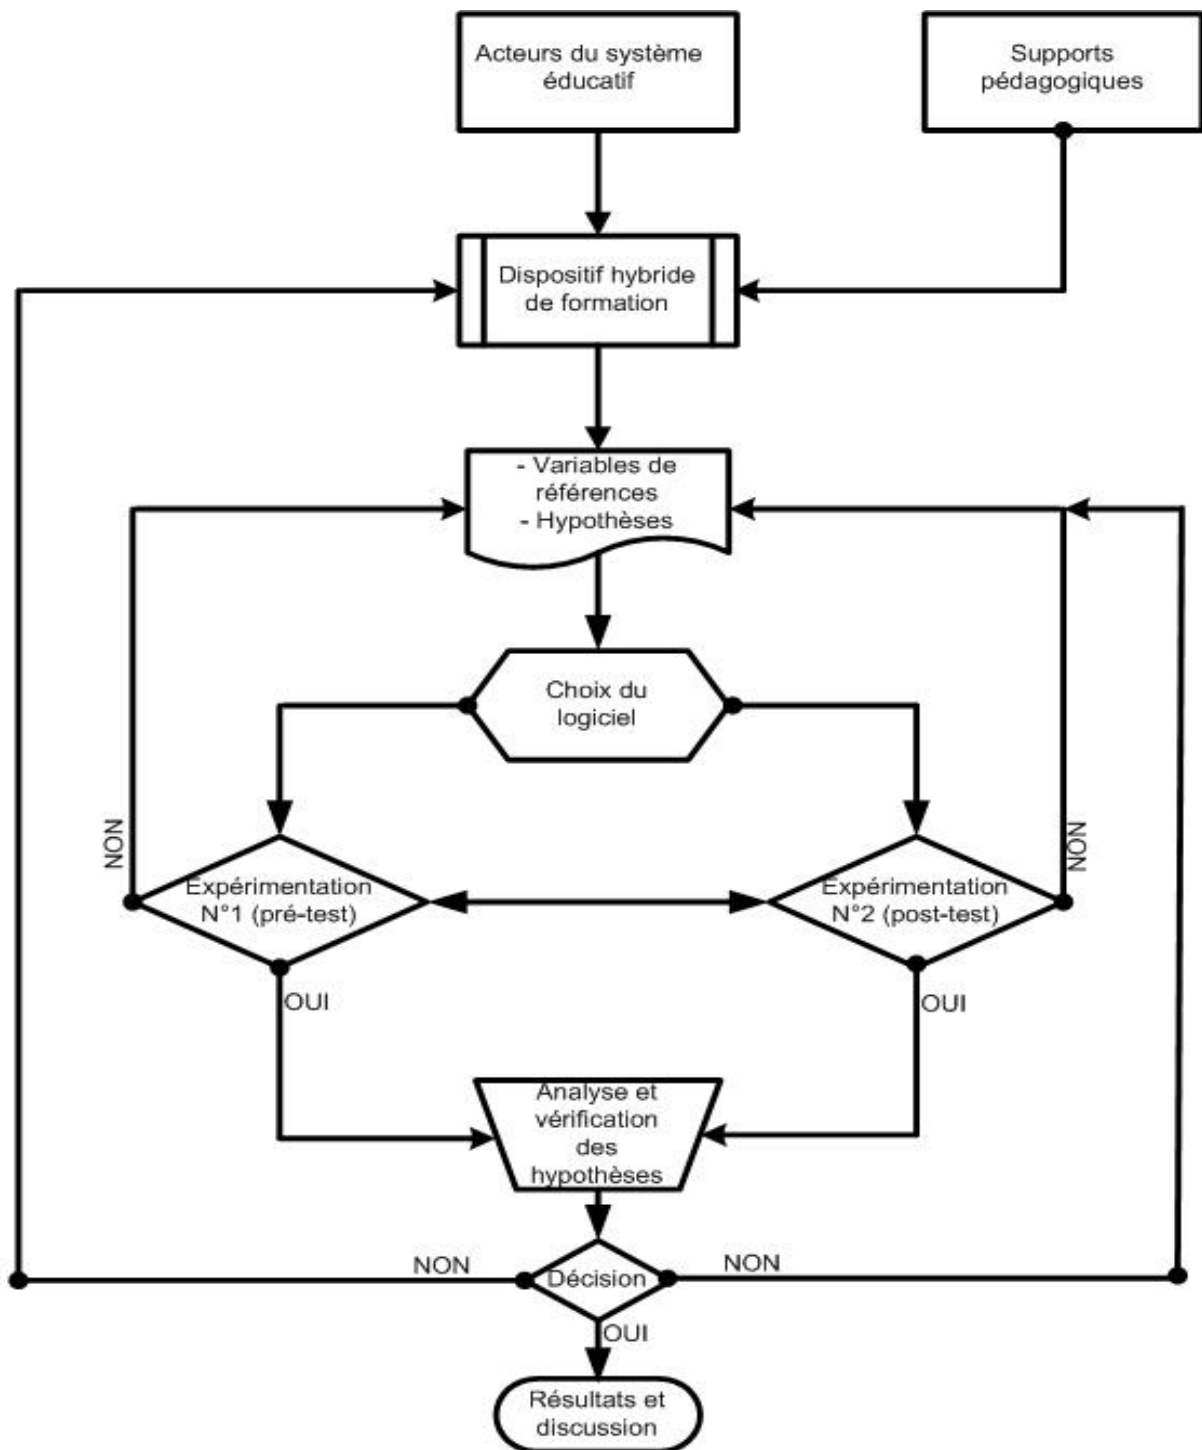 Acteurs du système
éducatif
Supports
pédagogiques
Dispositif hybride
de formation
- Variables de
références
- Hypothèses
Choix du
logiciel
NON
NON
Expérimentation
N°1 (pré-test)
Expérimentation
N°2 (post-test)
OUI
OUI
Analyse et
vérification
des
hypothèses
NON
Décision
NON
OUI
Résultats et
discussion